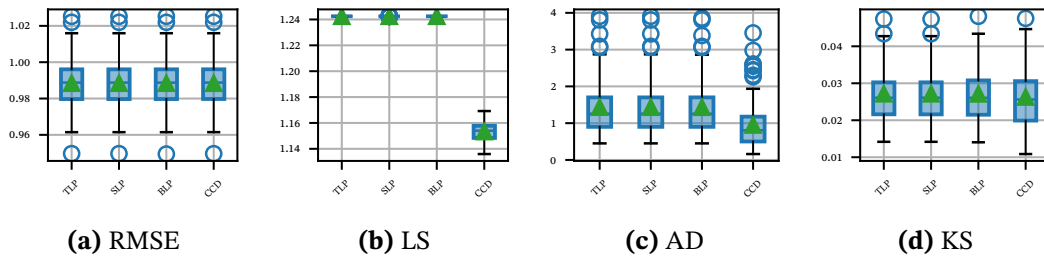 1.02
1.00
0.98
0.96
TLP
SLP
BLP
CCD
(a) RMSE
1.24
1.22
1.20
1.18
1.16
1.14
TLP
SLP
BLP
CCD
(b) LS
4
3
2
1
0
TLP
SLP
BLP
CCD
(c) AD
0.04
0.03
0.02
0.01
TLP
SLP
BLP
CCD
(d) KS